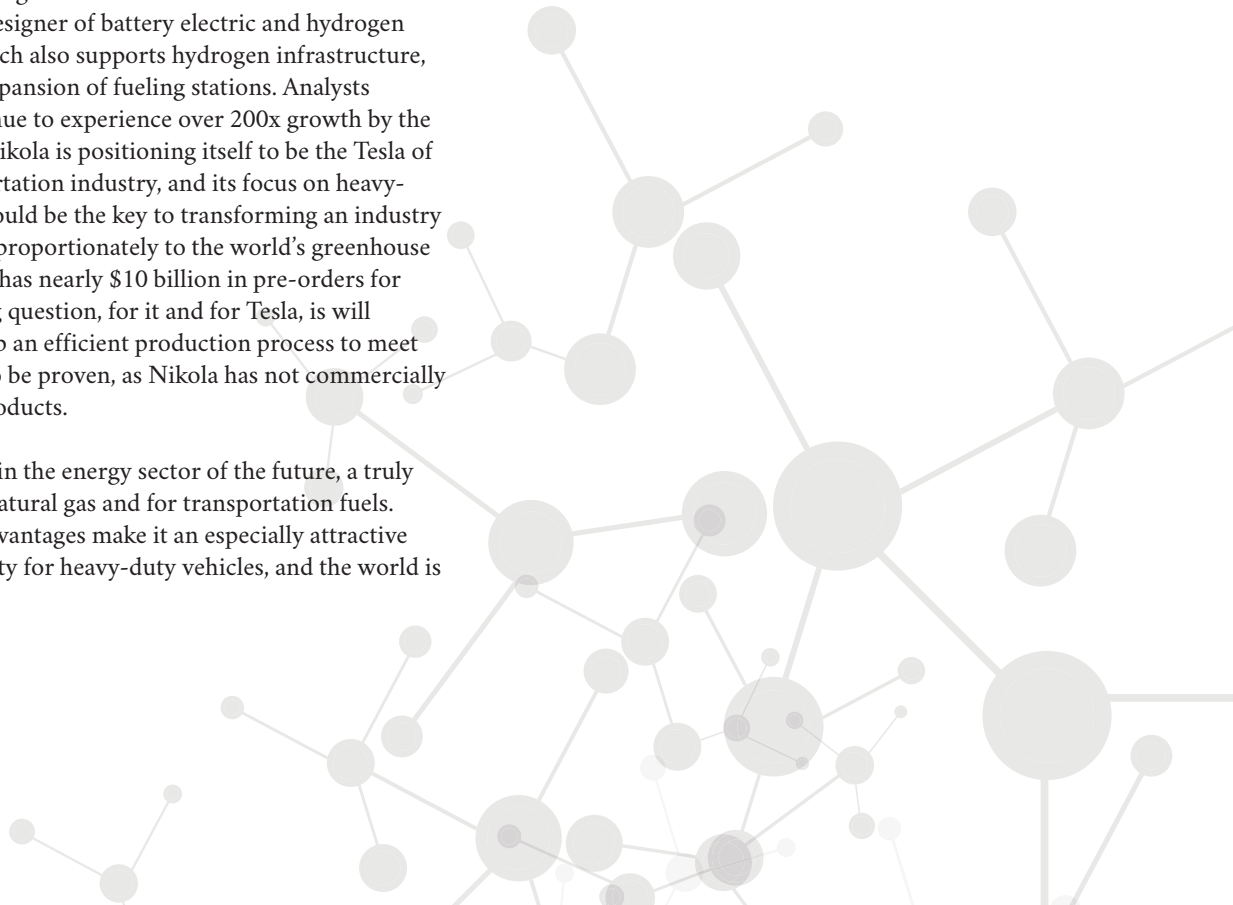 esigner of battery electric and hydrogen
ch also supports hydrogen infrastructure,
pansion of fueling stations. Analysts
nue to experience over 200x growth by the
ikola is positioning itself to be the Tesla of
rtation industry, and its focus on heavy-
ould be the key to transforming an industry
proportionately to the world’s greenhouse
has nearly $10 billion in pre-orders for
question, for it and for Tesla, is will
an efficient production process to meet
be proven, as Nikola has not commercially
oducts.
in the energy sector of the future, a truly
atural gas and for transportation fuels.
vantages make it an especially attractive
ty for heavy-duty vehicles, and the world is